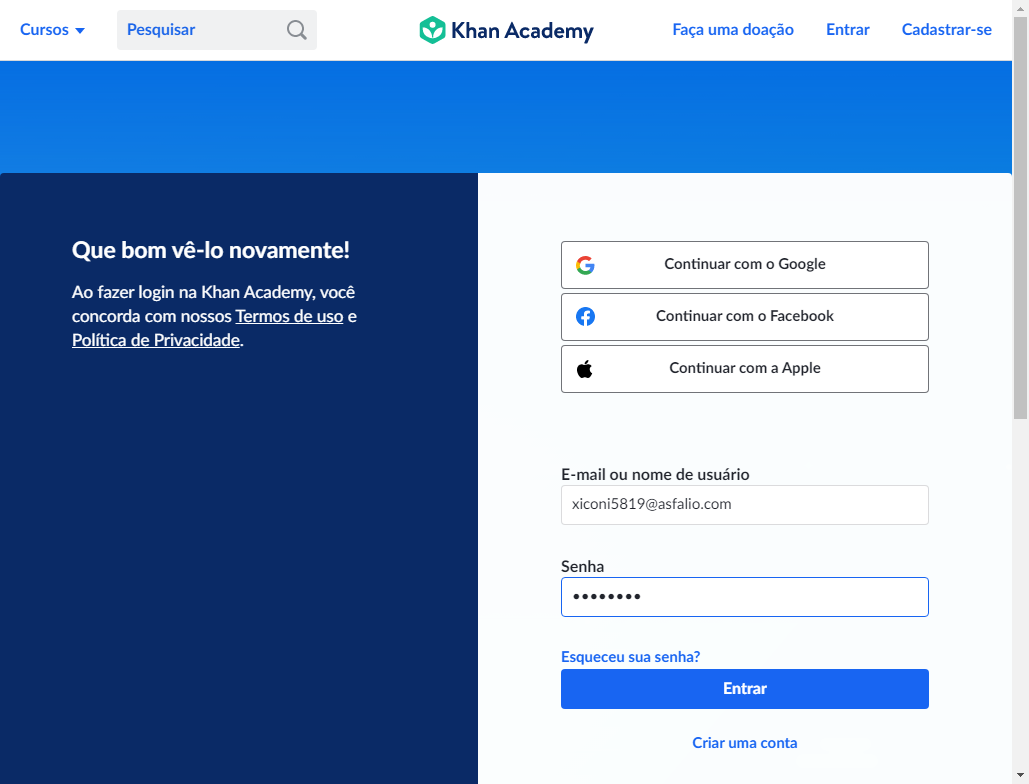 Cursos
Pesquisar
Khan Academy
Faça uma doação
Entrar
Cadastrar-se
Que bom vê-lo novamente!
Ao fazer login na Khan Academy, você
concorda com nossos Termos de uso e
Política de Privacidade.
Continuar com o Google
Continuar com o Facebook
Continuar com a Apple
E-mail ou nome de usuário
xiconi5819@asfalio.com
Senha
••••••••
Esqueceu sua senha?
Entrar
Criar uma conta